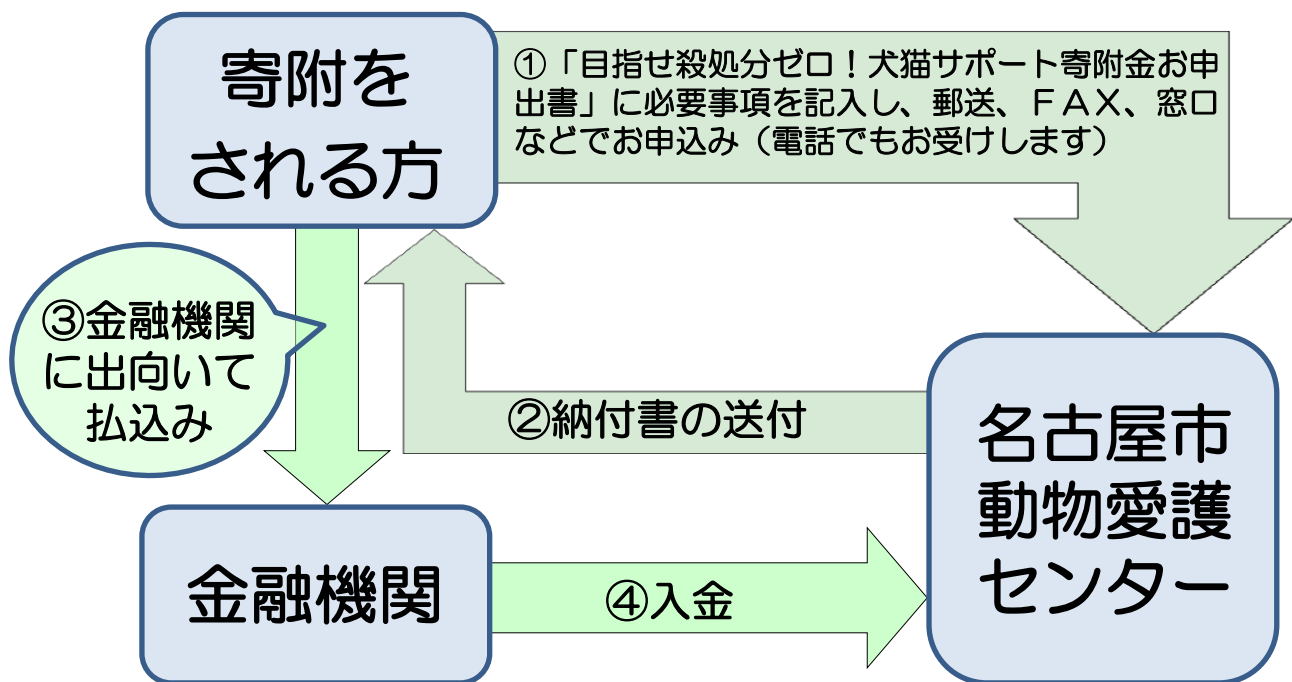 寄附を
される方
①「目指せ殺処分ゼロ！犬猫サポート寄附金お申
出書」に必要事項を記入し、郵送、ＦＡＸ、窓口
などでお申込み（電話でもお受けします）
③金融機関
に出向いて
払込み
②納付書の送付
名古屋市
動物愛護
センター
金融機関
④入金